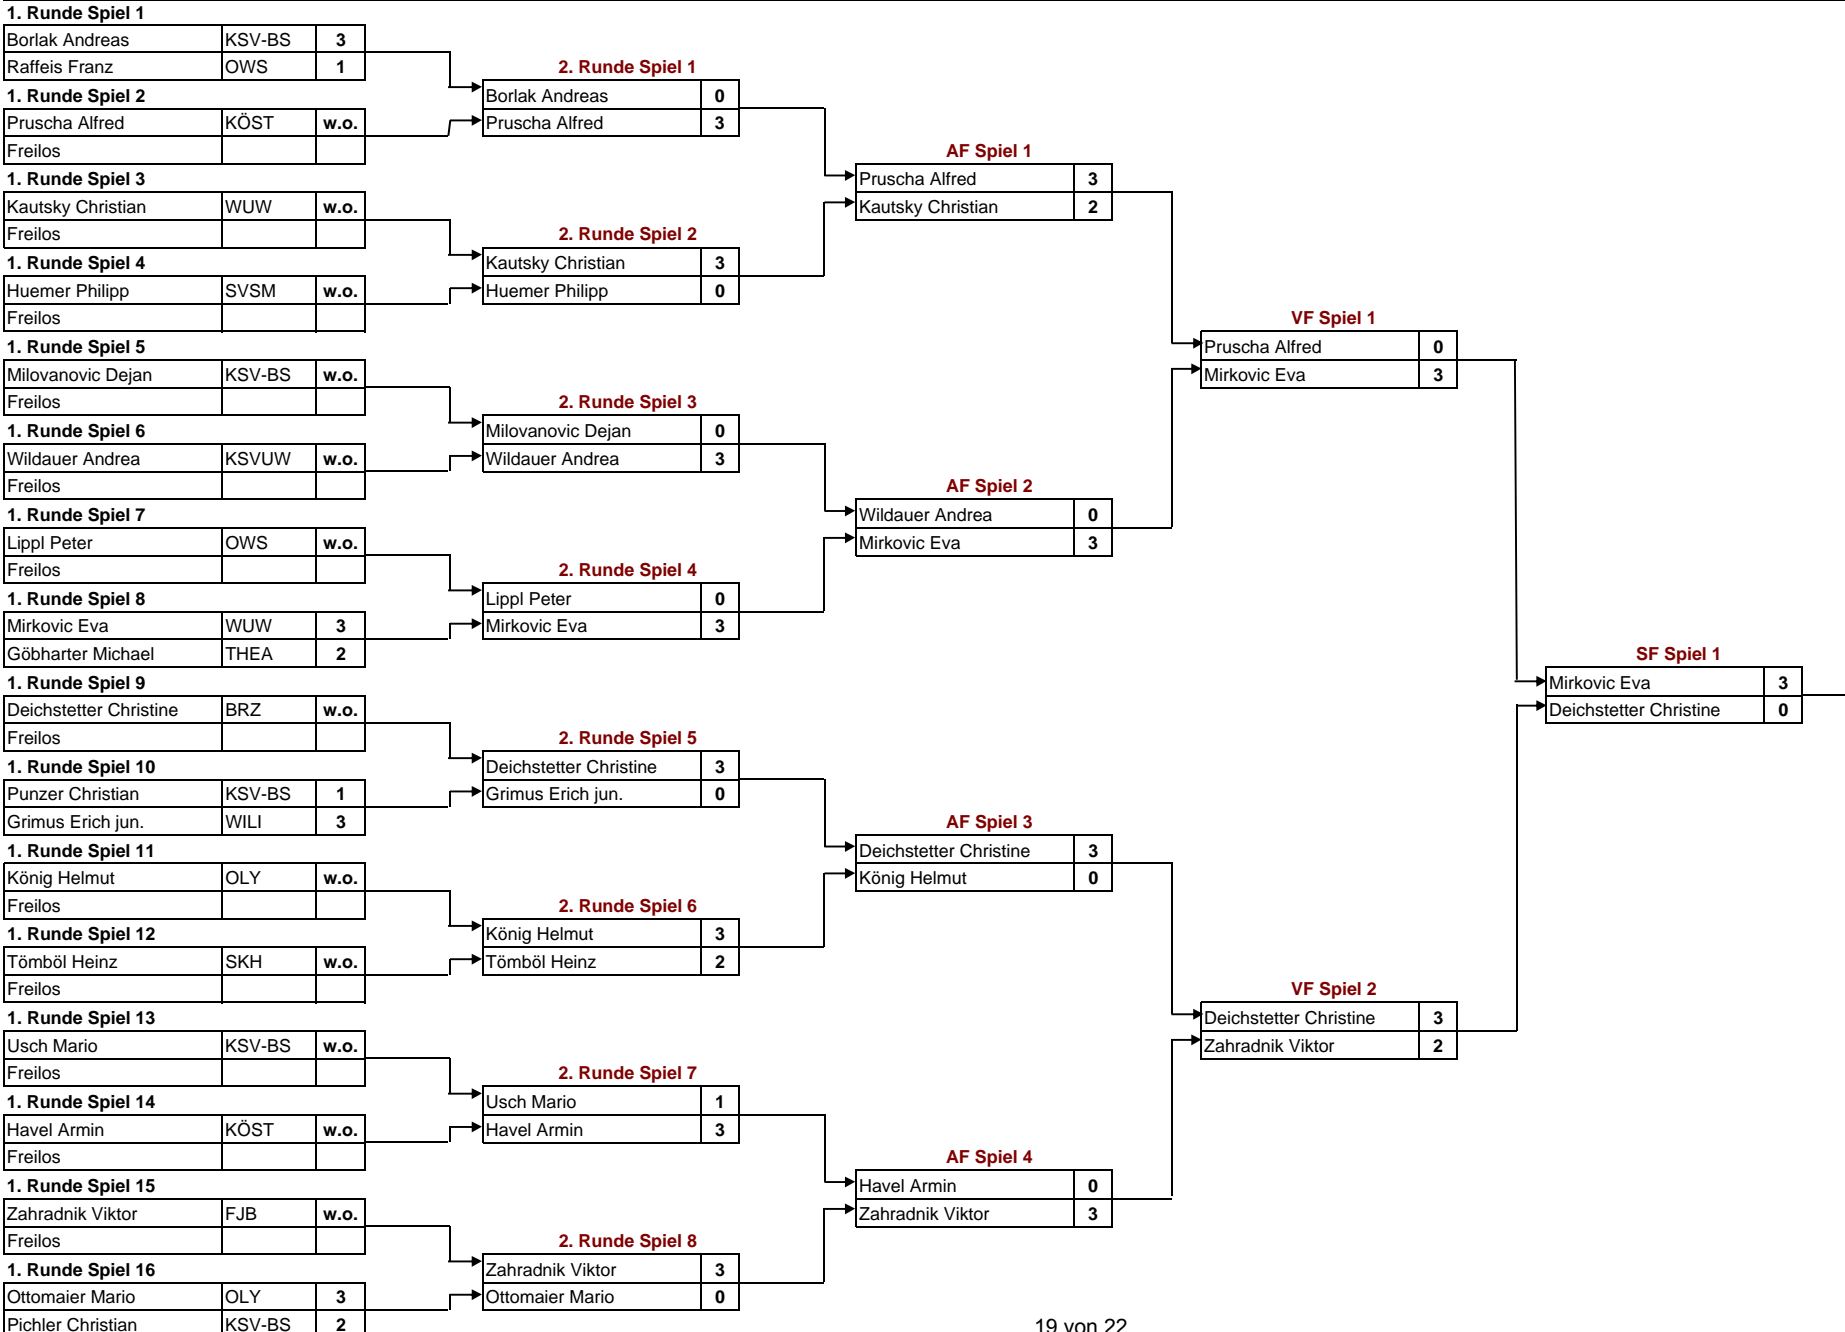 1. Runde Spiel 1
Borlak Andreas KSV-BS 3
Raffeis Franz OWS 1
1. Runde Spiel 2
Pruscha Alfred KÖST w.o.
Freilos
1. Runde Spiel 3
Kautsky Christian WUW w.o.
Freilos
1. Runde Spiel 4
Huemer Philipp SVSM w.o.
Freilos
1. Runde Spiel 5
Milovanovic Dejan KSV-BS w.o.
Freilos
1. Runde Spiel 6
Wildauer Andrea KSVUW w.o.
Freilos
1. Runde Spiel 7
Lippl Peter OWS w.o.
Freilos
1. Runde Spiel 8
Mirkovic Eva WUW 3
Göbharter Michael THEA 2
1. Runde Spiel 9
Deichstetter Christine BRZ w.o.
Freilos
1. Runde Spiel 10
Punzer Christian KSV-BS 1
Grimus Erich jun. WILI 3
1. Runde Spiel 11
König Helmut OLY w.o.
Freilos
1. Runde Spiel 12
Tömböl Heinz SKH w.o.
Freilos
1. Runde Spiel 13
Usch Mario KSV-BS w.o.
Freilos
1. Runde Spiel 14
Havel Armin KÖST w.o.
Freilos
1. Runde Spiel 15
Zahradnik Viktor FJB w.o.
Freilos
1. Runde Spiel 16
Ottomaier Mario OLY 3
Pichler Christian KSV-BS 2
2. Runde Spiel 1
Borlak Andreas 0
Pruscha Alfred 3
2. Runde Spiel 2
Kautsky Christian 3
Huemer Philipp 0
2. Runde Spiel 3
Milovanovic Dejan 0
Wildauer Andrea 3
2. Runde Spiel 4
Lippl Peter 0
Mirkovic Eva 3
2. Runde Spiel 5
Deichstetter Christine 3
Grimus Erich jun. 0
2. Runde Spiel 6
König Helmut 3
Tömböl Heinz 2
2. Runde Spiel 7
Usch Mario 1
Havel Armin 3
2. Runde Spiel 8
Zahradnik Viktor 3
Ottomaier Mario 0
AF Spiel 1
Pruscha Alfred 3
Kautsky Christian 2
AF Spiel 2
Wildauer Andrea 0
Mirkovic Eva 3
AF Spiel 3
Deichstetter Christine 3
König Helmut 0
AF Spiel 4
Havel Armin 0
Zahradnik Viktor 3
VF Spiel 1
Pruscha Alfred 0
Mirkovic Eva 3
VF Spiel 2
Deichstetter Christine 3
Zahradnik Viktor 2
SF Spiel 1
Mirkovic Eva 3
Deichstetter Christine 0
19 von 22